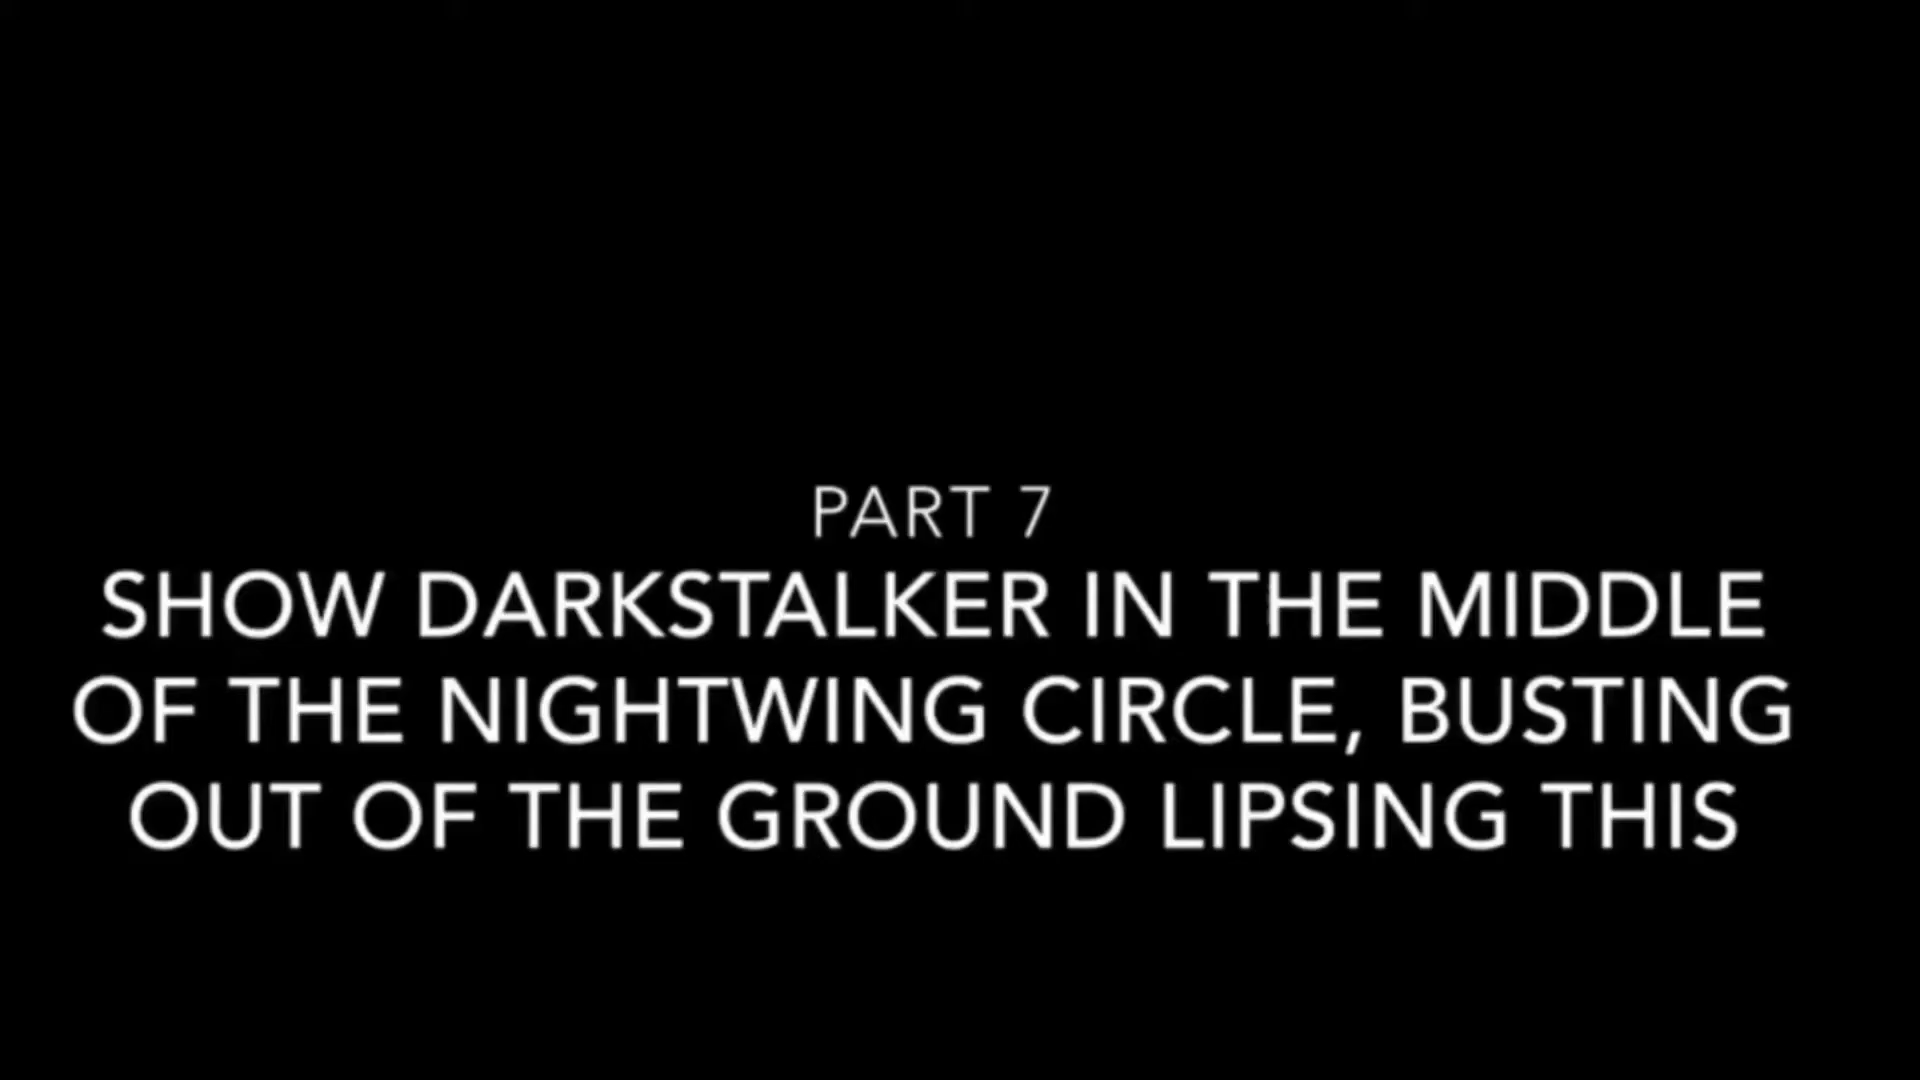 PART 7
SHOW DARKSTALKER IN THE MIDDLE
OF THE NIGHTWING CIRCLE, BUSTING
OUT OF THE GROUND LIPSING THIS